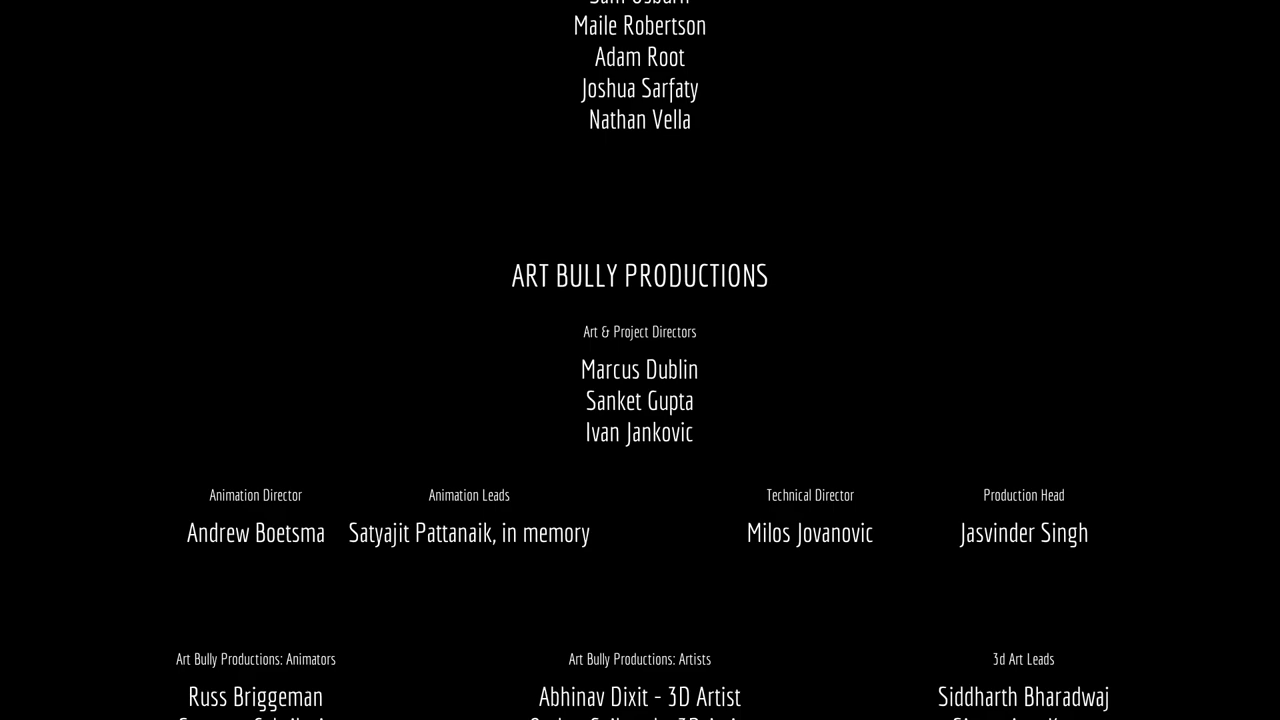 Maile Robertson
Adam Root
Joshua Sarfaty
Nathan Vella
ART BULLY PRODUCTIONS
Art & Project Directors
Marcus Dublin
Sanket Gupta
Ivan Jankovic
Animation Director
Andrew Boetsma
Animation Leads
Satyajit Pattanaik, in memory
Technical Director
Milos Jovanovic
Production Head
Jasvinder Singh
Art Bully Productions: Animators
Russ Briggeman
Art Bully Productions: Artists
Abhinav Dixit - 3D Artist
3d Art Leads
Siddharth Bharadwaj